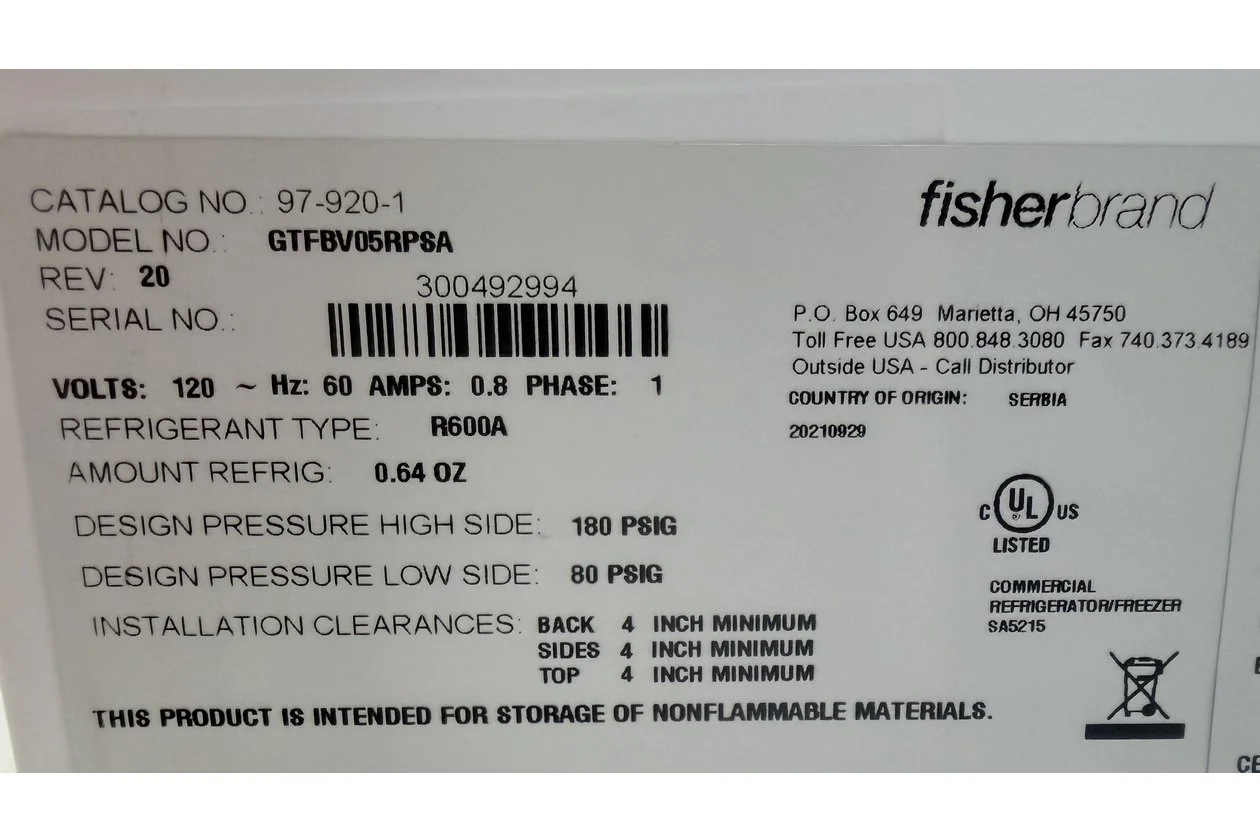 CATALOG NO.: 97-920-1
MODEL NO.: GTFBV05RPSA
REV: 20
300492994
SERIAL NO.:
VOLTS: 120 ~ Hz: 60 AMPS: 0.8 PHASE: 1
REFRIGERANT TYPE: R600A
AMOUNT REFRIG: 0.64 OZ
DESIGN PRESSURE HIGH SIDE: 180 PSIG
DESIGN PRESSURE LOW SIDE: 80 PSIG
INSTALLATION CLEARANCES: BACK 4 INCH MINIMUM
SIDES 4 INCH MINIMUM
TOP 4 INCH MINIMUM
THIS PRODUCT IS INTENDED FOR STORAGE OF NONFLAMMABLE MATERIALS.
fisherbrand
P.O. Box 649 Marietta, OH 45750
Toll Free USA 800.848.3080 Fax 740.373.4189
Outside USA - Call Distributor
COUNTRY OF ORIGIN: SERBIA
20210929
C UL US
LISTED
COMMERCIAL
REFRIGERATOR/FREEZER
SA5215